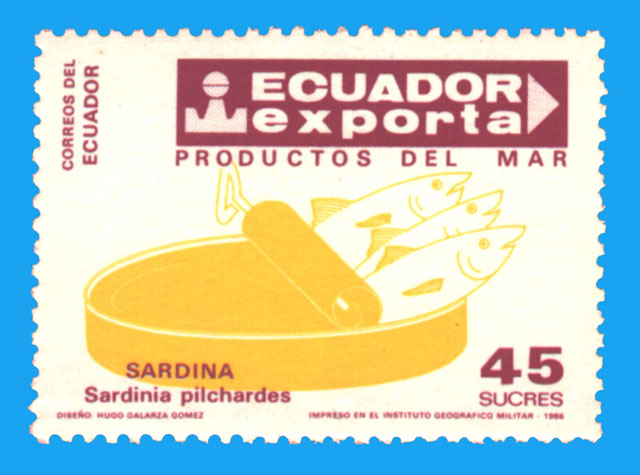 CORREOS DEL
ECUADOR
ECUADOR
exporta
PRODUCTOS DEL MAR
SARDINA
Sardinia pilchardes
45
SUCRES
DISEÑO: HUGO GALARZA GOMEZ
IMPRESO EN EL INSTITUTO GEOGRAFICO MILITAR - 1986